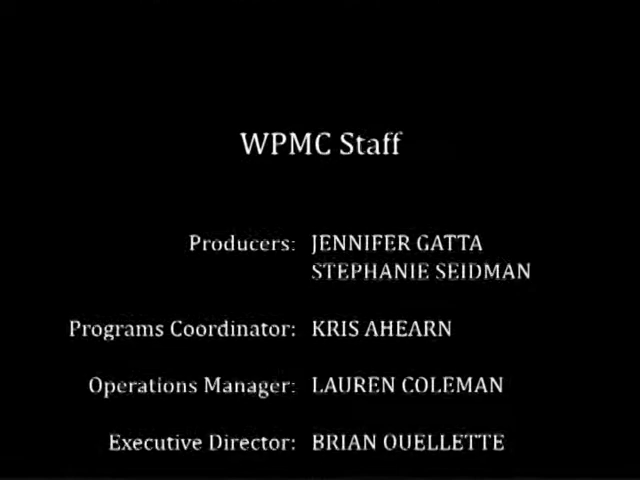 WPMC Staff
Producers: JENNIFER GATTA
STEPHANIE SEIDMAN
Programs Coordinator: KRIS AHEARN
Operations Manager: LAUREN COLEMAN
Executive Director: BRIAN OUELLETTE